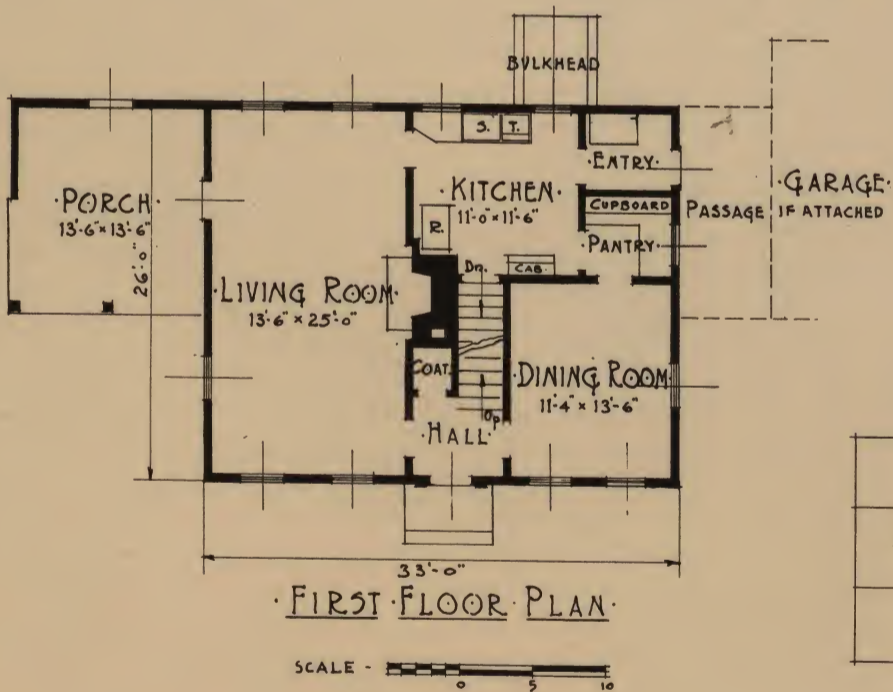 BVLKHEAD
S. T.
·ENTRY·
·PORCH·
13'-6" × 13'-6"
26'-0"
·KITCHEN·
11'-0" × 11'-6"
R.
CUPBOARD
·PANTRY·
PASSAGE
·GARAGE·
IF ATTACHED
Dn.
CAB.
·LIVING ROOM·
13'-6" × 25'-0"
COAT.
Up
·DINING ROOM·
11'-4" × 13'-6"
·HALL·
33'-0"
·FIRST·FLOOR·PLAN·
SCALE -
0 5 10